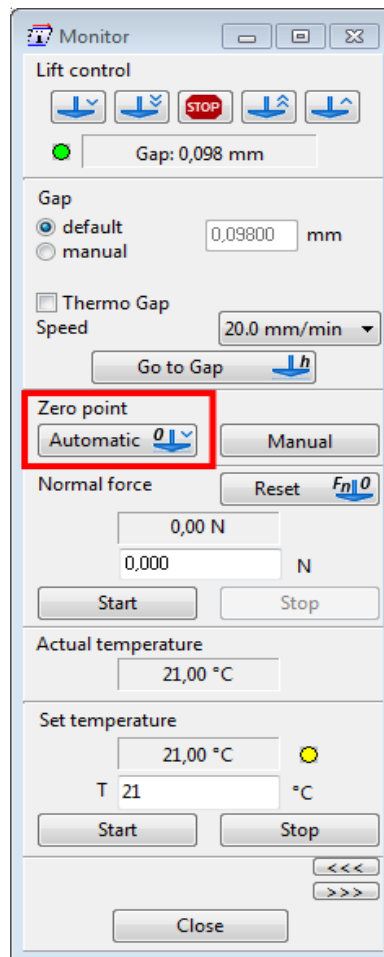 Monitor
Lift control
STOP
Gap: 0,098 mm
Gap
default
0,09800 mm
manual
Thermo Gap
Speed 20.0 mm/min
Go to Gap h
Zero point
Automatic 0 Manual
Normal force Reset Fn 0
0,00 N
0,000 N
Start Stop
Actual temperature
21,00 °C
Set temperature
21,00 °C
T 21 °C
Start Stop
<<<
>>>
Close